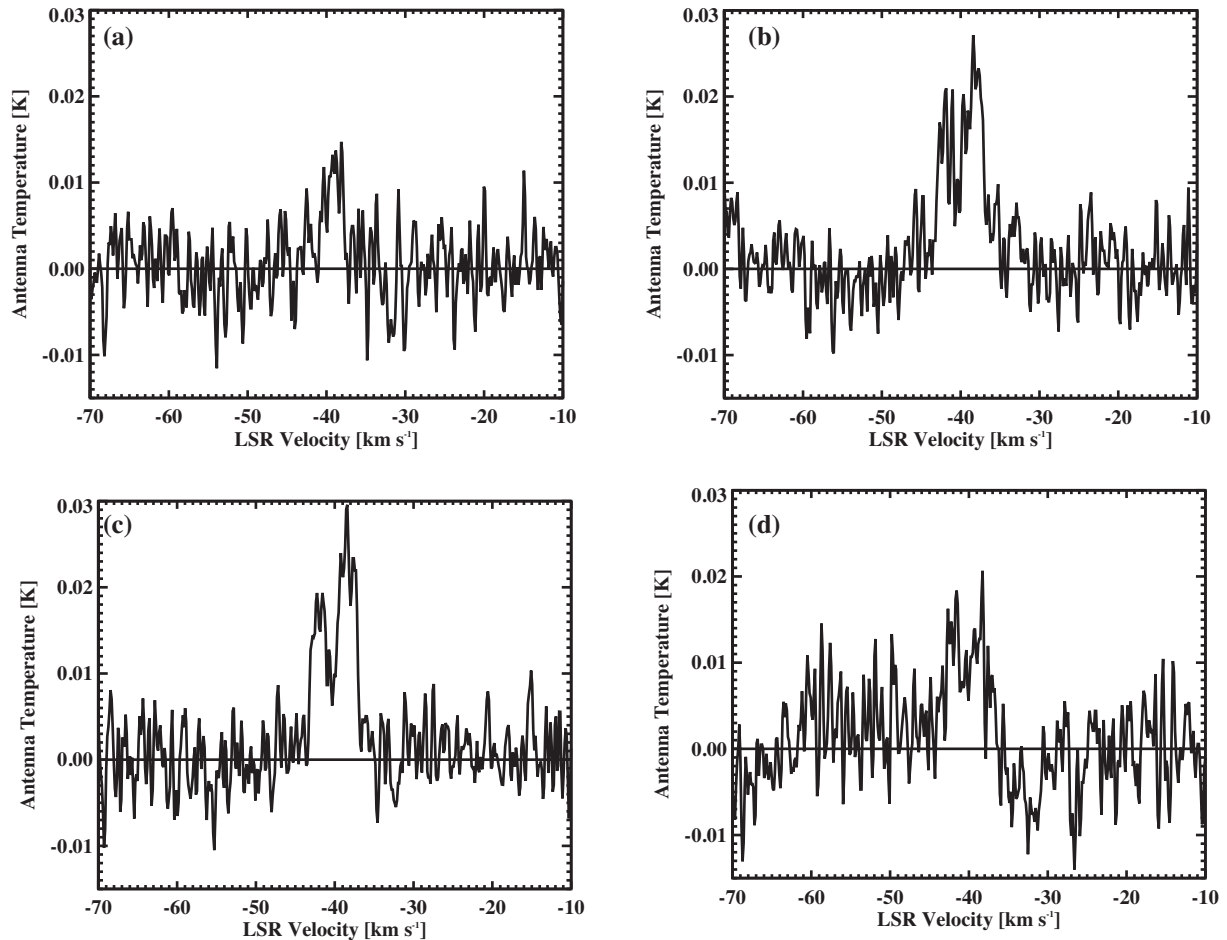 (a)
0.03
0.02
0.01
0.00
-0.01
Antenna Temperature [K]
-70 -60 -50 -40 -30 -20 -10
LSR Velocity [km s-1]
(b)
0.03
0.02
0.01
0.00
-0.01
Antenna Temperature [K]
-70 -60 -50 -40 -30 -20 -10
LSR Velocity [km s-1]
(c)
0.03
0.02
0.01
0.00
-0.01
Antenna Temperature [K]
-70 -60 -50 -40 -30 -20 -10
LSR Velocity [km s-1]
(d)
0.03
0.02
0.01
0.00
-0.01
Antenna Temperature [K]
-70 -60 -50 -40 -30 -20 -10
LSR Velocity [km s-1]